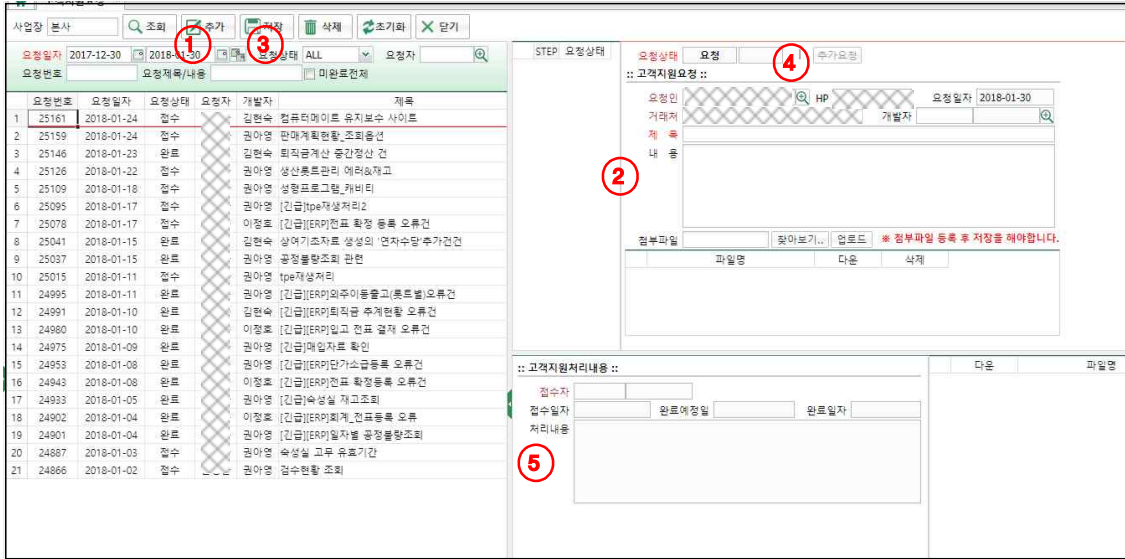 사업장 본사 조회 추가 저장 삭제 초기화 닫기
① ③
요청일자 2017-12-30 2018-01-30 요청상태 ALL 요청자
요청번호 요청제목/내용 미완료전체
요청번호 요청일자 요청상태 요청자 개발자 제목
1 25161 2018-01-24 접수 김현숙 컴퓨터메이트 유지보수 사이트
2 25159 2018-01-24 접수 권아영 판매계획현황_조회옵션
3 25146 2018-01-23 완료 김현숙 퇴직금계산 중간정산 건
4 25126 2018-01-22 접수 권아영 생산롯트관리 에러&재고
5 25109 2018-01-18 접수 권아영 성형프로그램_캐비티
6 25095 2018-01-17 접수 권아영 [긴급]tpe재생처리2
7 25078 2018-01-17 접수 이정호 [긴급][ERP]전표 확정 등록 오류건
8 25041 2018-01-15 완료 김현숙 상여기초자료 생성의 '연차수당'추가건건
9 25037 2018-01-15 완료 권아영 공정불량조회 관련
10 25015 2018-01-11 접수 권아영 tpe재생처리
11 24995 2018-01-11 완료 권아영 [긴급][ERP]외주이동출고(롯트별)오류건
12 24991 2018-01-10 완료 김현숙 [긴급][ERP]퇴직금 추계현황 오류건
13 24980 2018-01-10 완료 이정호 [긴급][ERP]입고 전표 결재 오류건
14 24975 2018-01-09 완료 권아영 [긴급]매입자료 확인
15 24953 2018-01-08 완료 권아영 [긴급][ERP]단가소급등록 오류건
16 24943 2018-01-08 완료 이정호 [긴급][ERP]전표 확정등록 오류건
17 24933 2018-01-05 완료 권아영 [긴급]숙성실 재고조회
18 24902 2018-01-04 완료 이정호 [긴급][ERP]회계_전표등록 오류
19 24901 2018-01-04 완료 권아영 [긴급][ERP]일자별 공정불량조회
20 24887 2018-01-03 접수 권아영 숙성실 고무 유효기간
21 24866 2018-01-02 접수 권아영 검수현황 조회
STEP 요청상태
요청상태 요청 ④ 추가요청
:: 고객지원요청 ::
요청인 HP 요청일자 2018-01-30
거래처 개발자
제 목
내 용
②
첨부파일 찾아보기.. 업로드 ※ 첨부파일 등록 후 저장을 해야합니다.
파일명 다운 삭제
:: 고객지원처리내용 ::
접수자
접수일자 완료예정일 완료일자
처리내용
⑤
다운 파일명